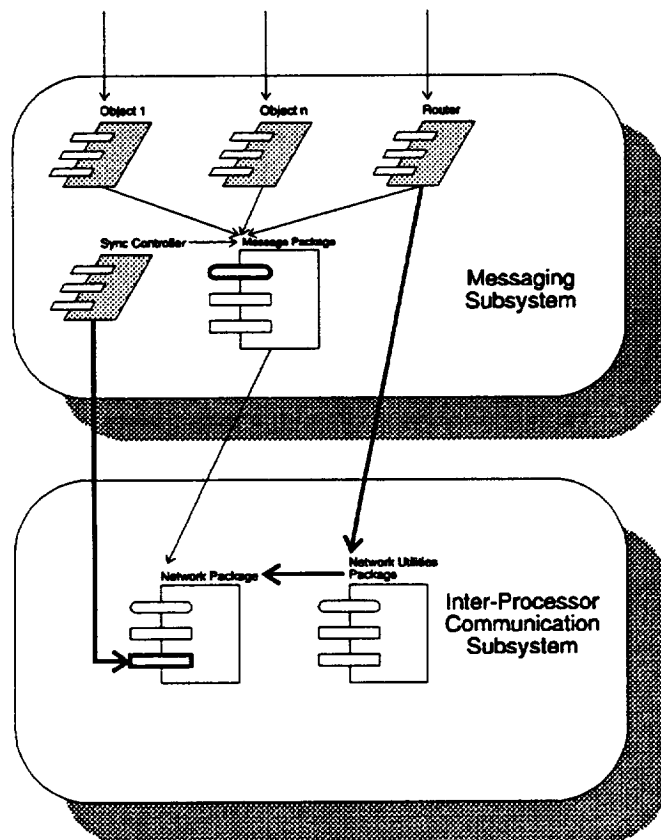 Object 1
Object n
Router
Sync Controller
Message Package
Messaging
Subsystem
Network Package
Network Utilities
Package
Inter-Processor
Communication
Subsystem